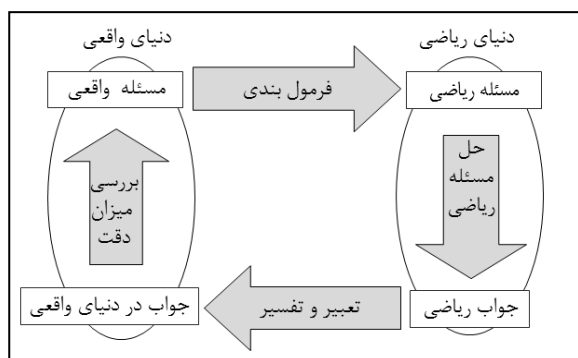 دنیای ریاضی
دنیای واقعی
مسئله ریاضی
فرمول بندی
مسئله واقعی
حل
مسئله
ریاضی
بررسی
میزان
دقت
جواب ریاضی
تعبیر و تفسیر
جواب در دنیای واقعی